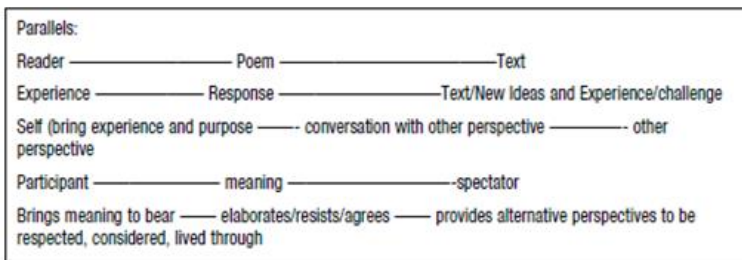 Parallels:
Reader ——————————— Poem ———————————————Text
Experience ——————— Response ———————————Text/New Ideas and Experience/challenge
Self (bring experience and purpose ——- conversation with other perspective ————- other
perspective
Participant ————————— meaning ———————————-spectator
Brings meaning to bear —— elaborates/resists/agrees —— provides alternative perspectives to be
respected, considered, lived through